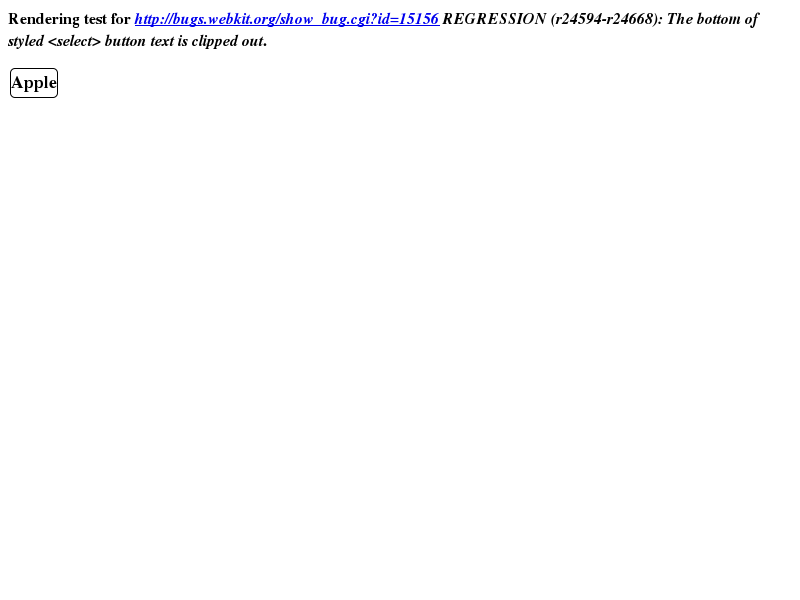 Rendering test for http://bugs.webkit.org/show_bug.cgi?id=15156 REGRESSION (r24594-r24668): The bottom of
styled <select> button text is clipped out.
Apple